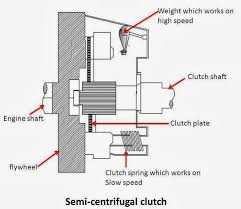 Weight which works on
high speed
Clutch shaft
Engine shaft
Clutch plate
flywheel
Clutch spring which works on
Slow speed
Semi-centrifugal clutch